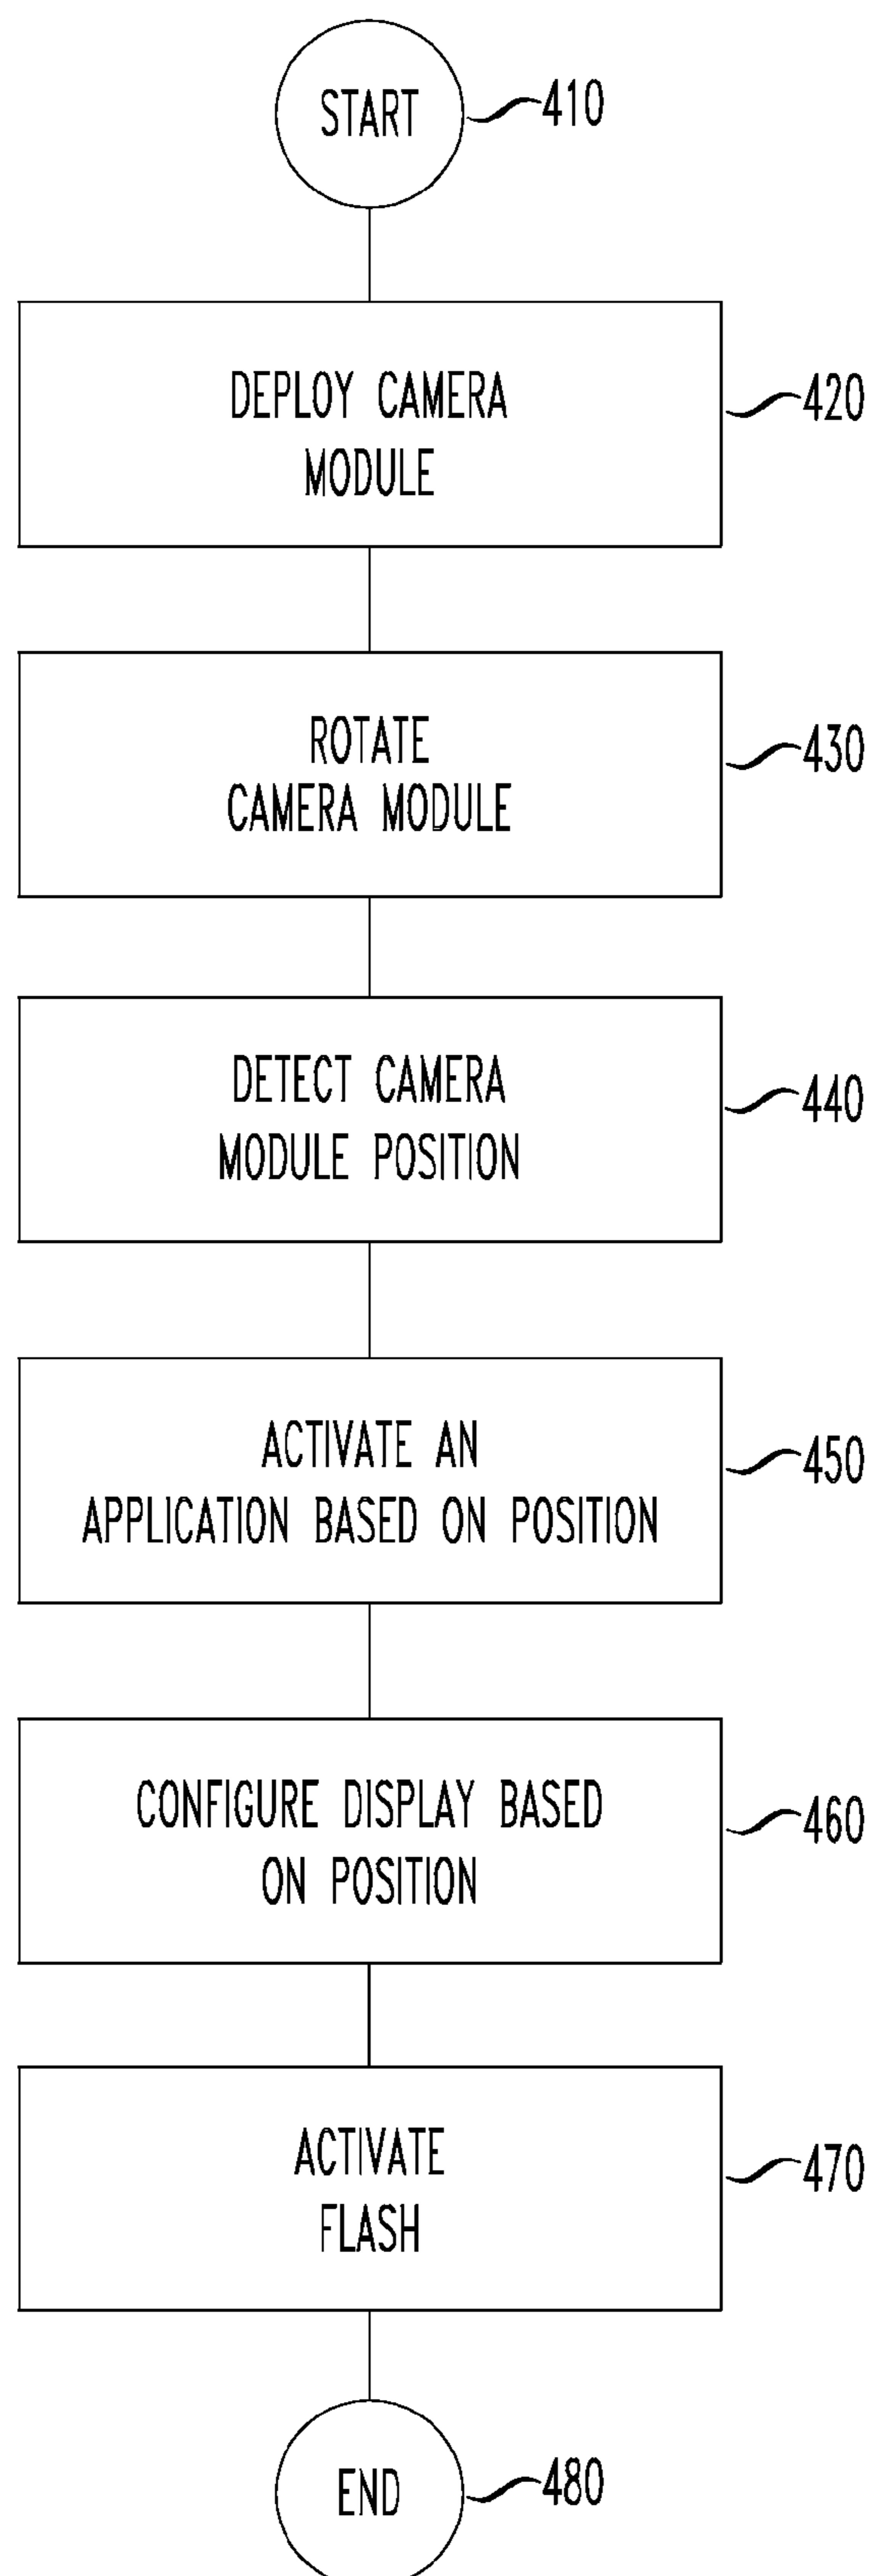 START
410
DEPLOY CAMERA
MODULE
420
ROTATE
CAMERA MODULE
430
DETECT CAMERA
MODULE POSITION
440
ACTIVATE AN
APPLICATION BASED ON POSITION
450
CONFIGURE DISPLAY BASED
ON POSITION
460
ACTIVATE
FLASH
470
END
480